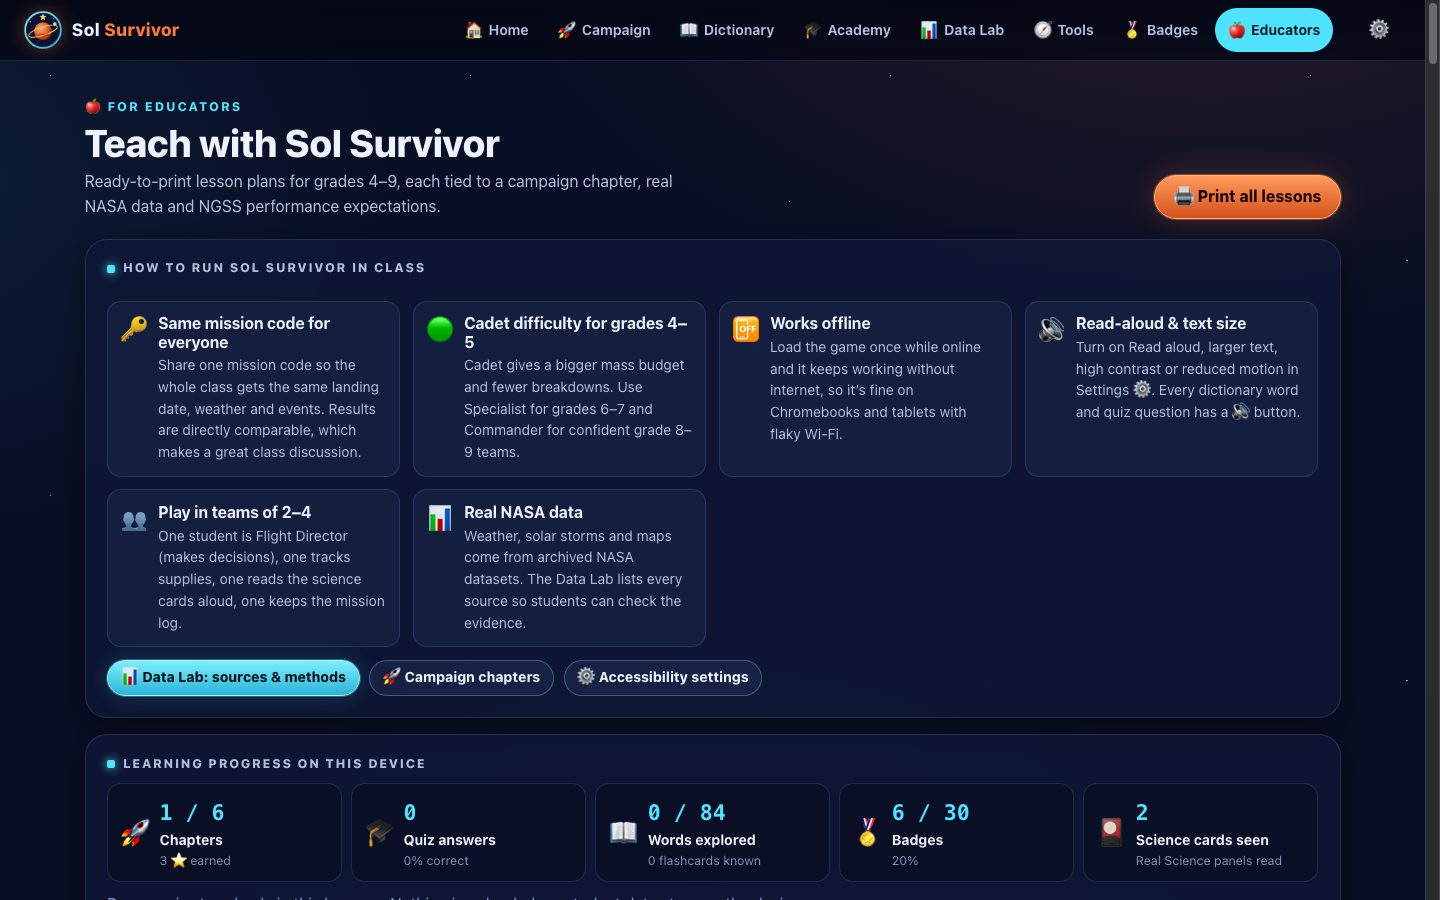 Sol Survivor
Home
Campaign
Dictionary
Academy
Data Lab
Tools
Badges
Educators
FOR EDUCATORS
Teach with Sol Survivor
Ready-to-print lesson plans for grades 4–9, each tied to a campaign chapter, real
NASA data and NGSS performance expectations.
Print all lessons
HOW TO RUN SOL SURVIVOR IN CLASS
Same mission code for
everyone
Share one mission code so the
whole class gets the same landing
date, weather and events. Results
are directly comparable, which
makes a great class discussion.
Cadet difficulty for grades 4–
5
Cadet gives a bigger mass budget
and fewer breakdowns. Use
Specialist for grades 6–7 and
Commander for confident grade 8–
9 teams.
OFF
Works offline
Load the game once while online
and it keeps working without
internet, so it's fine on
Chromebooks and tablets with
flaky Wi-Fi.
Read-aloud & text size
Turn on Read aloud, larger text,
high contrast or reduced motion in
Settings ⚙️. Every dictionary word
and quiz question has a 🔊 button.
Play in teams of 2–4
One student is Flight Director
(makes decisions), one tracks
supplies, one reads the science
cards aloud, one keeps the mission
log.
Real NASA data
Weather, solar storms and maps
come from archived NASA
datasets. The Data Lab lists every
source so students can check the
evidence.
Data Lab: sources & methods
Campaign chapters
Accessibility settings
LEARNING PROGRESS ON THIS DEVICE
1 / 6
Chapters
3 ⭐ earned
0
Quiz answers
0% correct
0 / 84
Words explored
0 flashcards known
6 / 30
Badges
20%
2
Science cards seen
Real Science panels read